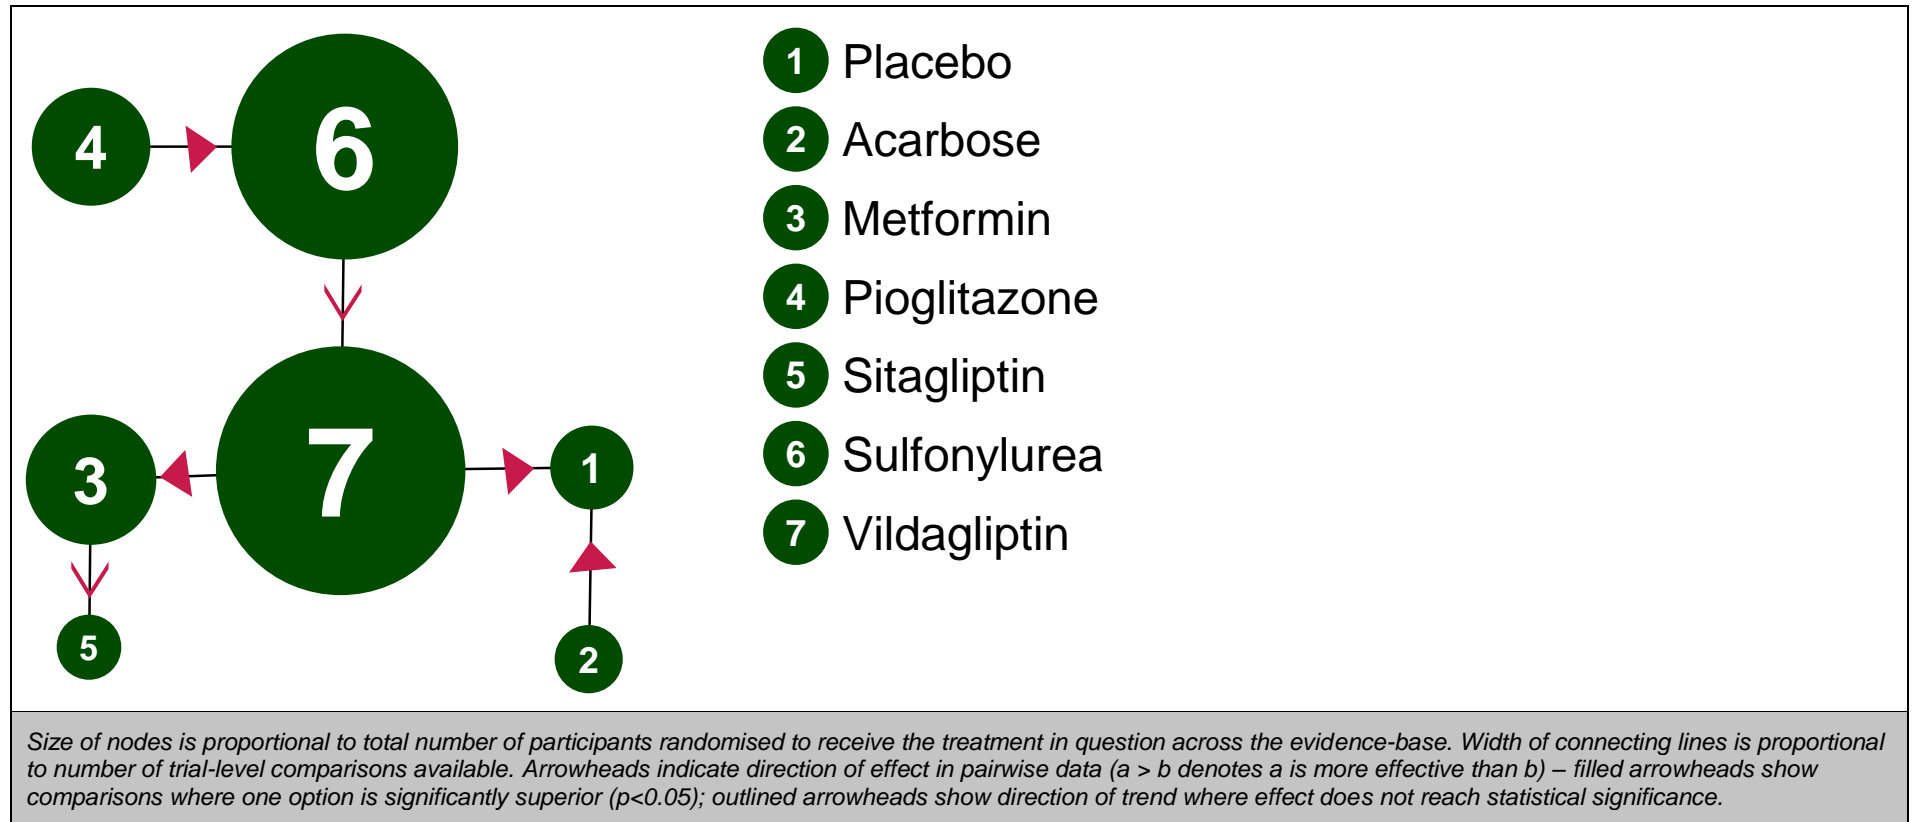 4
6
7
3
1
5
2
1 Placebo
2 Acarbose
3 Metformin
4 Pioglitazone
5 Sitagliptin
6 Sulfonylurea
7 Vildagliptin
Size of nodes is proportional to total number of participants randomised to receive the treatment in question across the evidence-base. Width of connecting lines is proportional
to number of trial-level comparisons available. Arrowheads indicate direction of effect in pairwise data (a > b denotes a is more effective than b) – filled arrowheads show
comparisons where one option is significantly superior (p<0.05); outlined arrowheads show direction of trend where effect does not reach statistical significance.